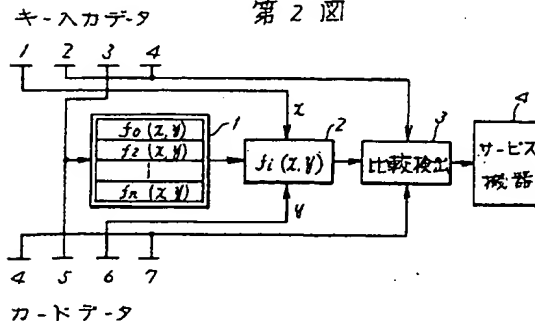 第2図
キー入力データ
1 2 3 4
x
1
f0(x,y)
f2(x,y)
fn(x,y)
2
fi(x,y)
y
3
比較検出
4
サービス
機器
4 5 6 7
カードデータ